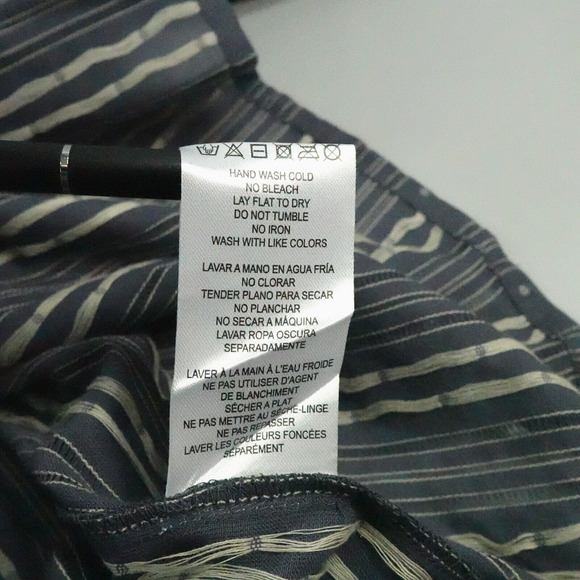 HAND WASH COLD
NO BLEACH
LAY FLAT TO DRY
DO NOT TUMBLE
NO IRON
WASH WITH LIKE COLORS
LAVAR A MANO EN AGUA FRÍA
NO CLORAR
TENDER PLANO PARA SECAR
NO PLANCHAR
NO SECAR A MÁQUINA
LAVAR ROPA OSCURA
SEPARADAMENTE
LAVER À LA MAIN À L'EAU FROIDE
NE PAS UTILISER D'AGENT
DE BLANCHIMENT
SÉCHER A PLAT
NE PAS METTRE AU SÈCHE-LINGE
NE PAS REPASSER
LAVER LES COULEURS FONCÉES
SÉPARÉMENT